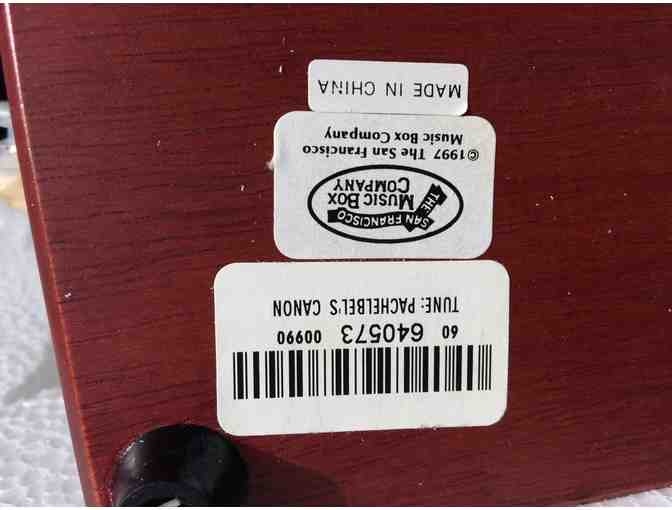 60 640573 00990
TUNE: PACHELBEL'S CANON
THE
SAN FRANCISCO
MUSIC BOX
COMPANY
©1997 The San Francisco
Music Box Company
MADE IN CHINA